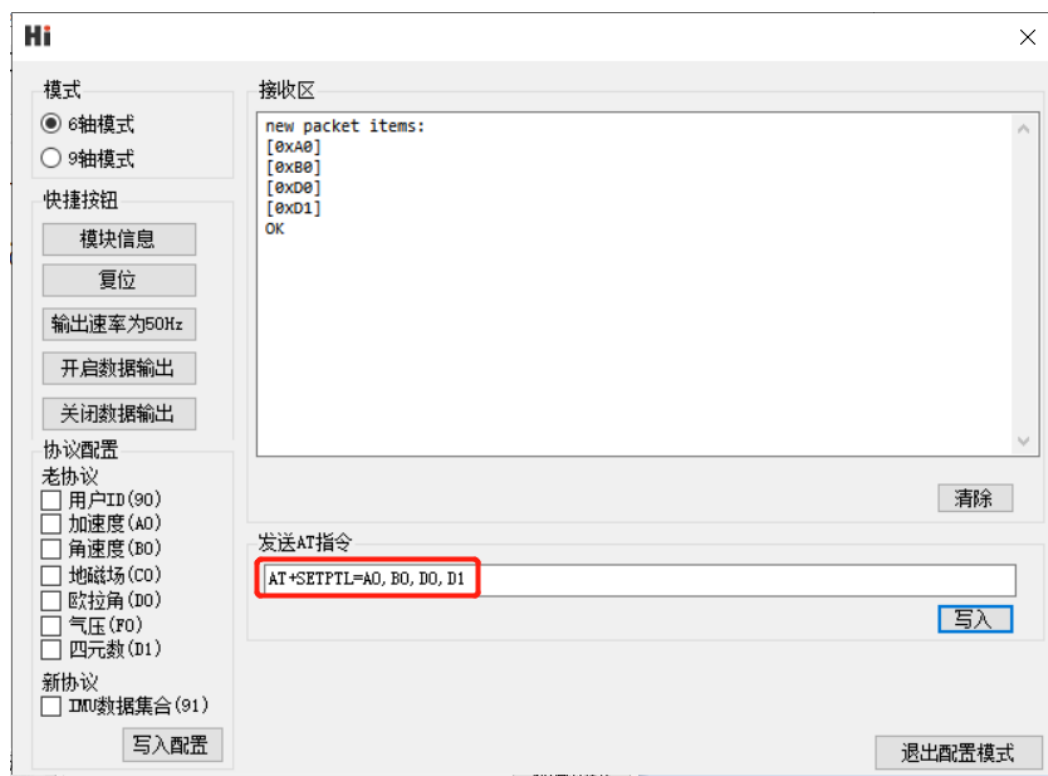 Hi
模式
6轴模式
9轴模式
快捷按钮
模块信息
复位
输出速率为50Hz
开启数据输出
关闭数据输出
协议配置
老协议
用户ID(90)
加速度(A0)
角速度(B0)
地磁场(C0)
欧拉角(D0)
气压(F0)
四元数(D1)
新协议
IMU数据集合(91)
写入配置
接收区
new packet items:
[0xA0]
[0xB0]
[0xD0]
[0xD1]
OK
清除
发送AT指令
AT+SETPTL=A0,B0,D0,D1
写入
退出配置模式